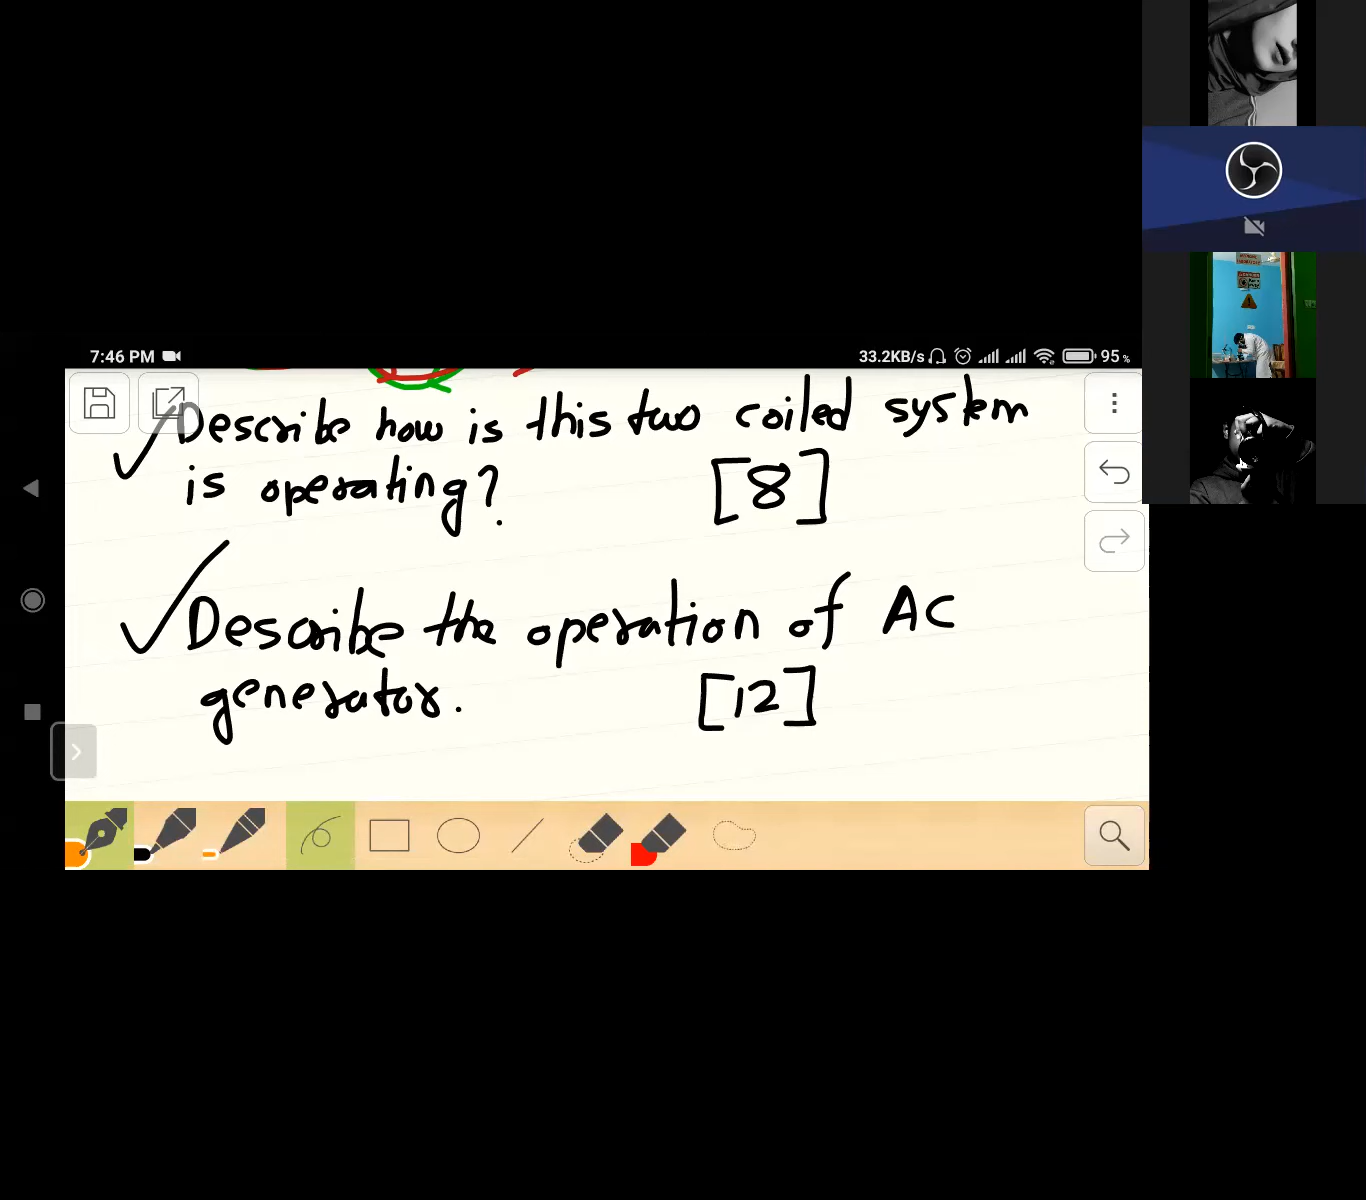 7:46 PM
33.2KB/s 95%
Describe how is this two coiled system
is operating? [8]
Describe the operation of AC
generator. [12]